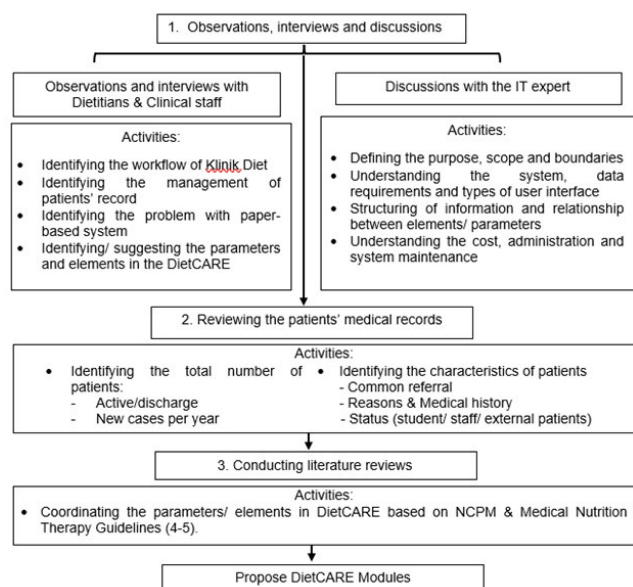 1. Observations, interviews and discussions
Observations and interviews with
Dietitians & Clinical staff
Activities:
• Identifying the workflow of Klinik Diet
• Identifying the management of
patients' record
• Identifying the problem with paper-
based system
• Identifying/ suggesting the parameters
and elements in the DietCARE
Discussions with the IT expert
Activities:
• Defining the purpose, scope and boundaries
• Understanding the system, data
requirements and types of user interface
• Structuring of information and relationship
between elements/ parameters
• Understanding the cost, administration and
system maintenance
2. Reviewing the patients' medical records
Activities:
• Identifying the total number of
patients:
- Active/discharge
- New cases per year
• Identifying the characteristics of patients
- Common referral
- Reasons & Medical history
- Status (student/ staff/ external patients)
3. Conducting literature reviews
Activities:
• Coordinating the parameters/ elements in DietCARE based on NCPM & Medical Nutrition
Therapy Guidelines (4-5).
Propose DietCARE Modules